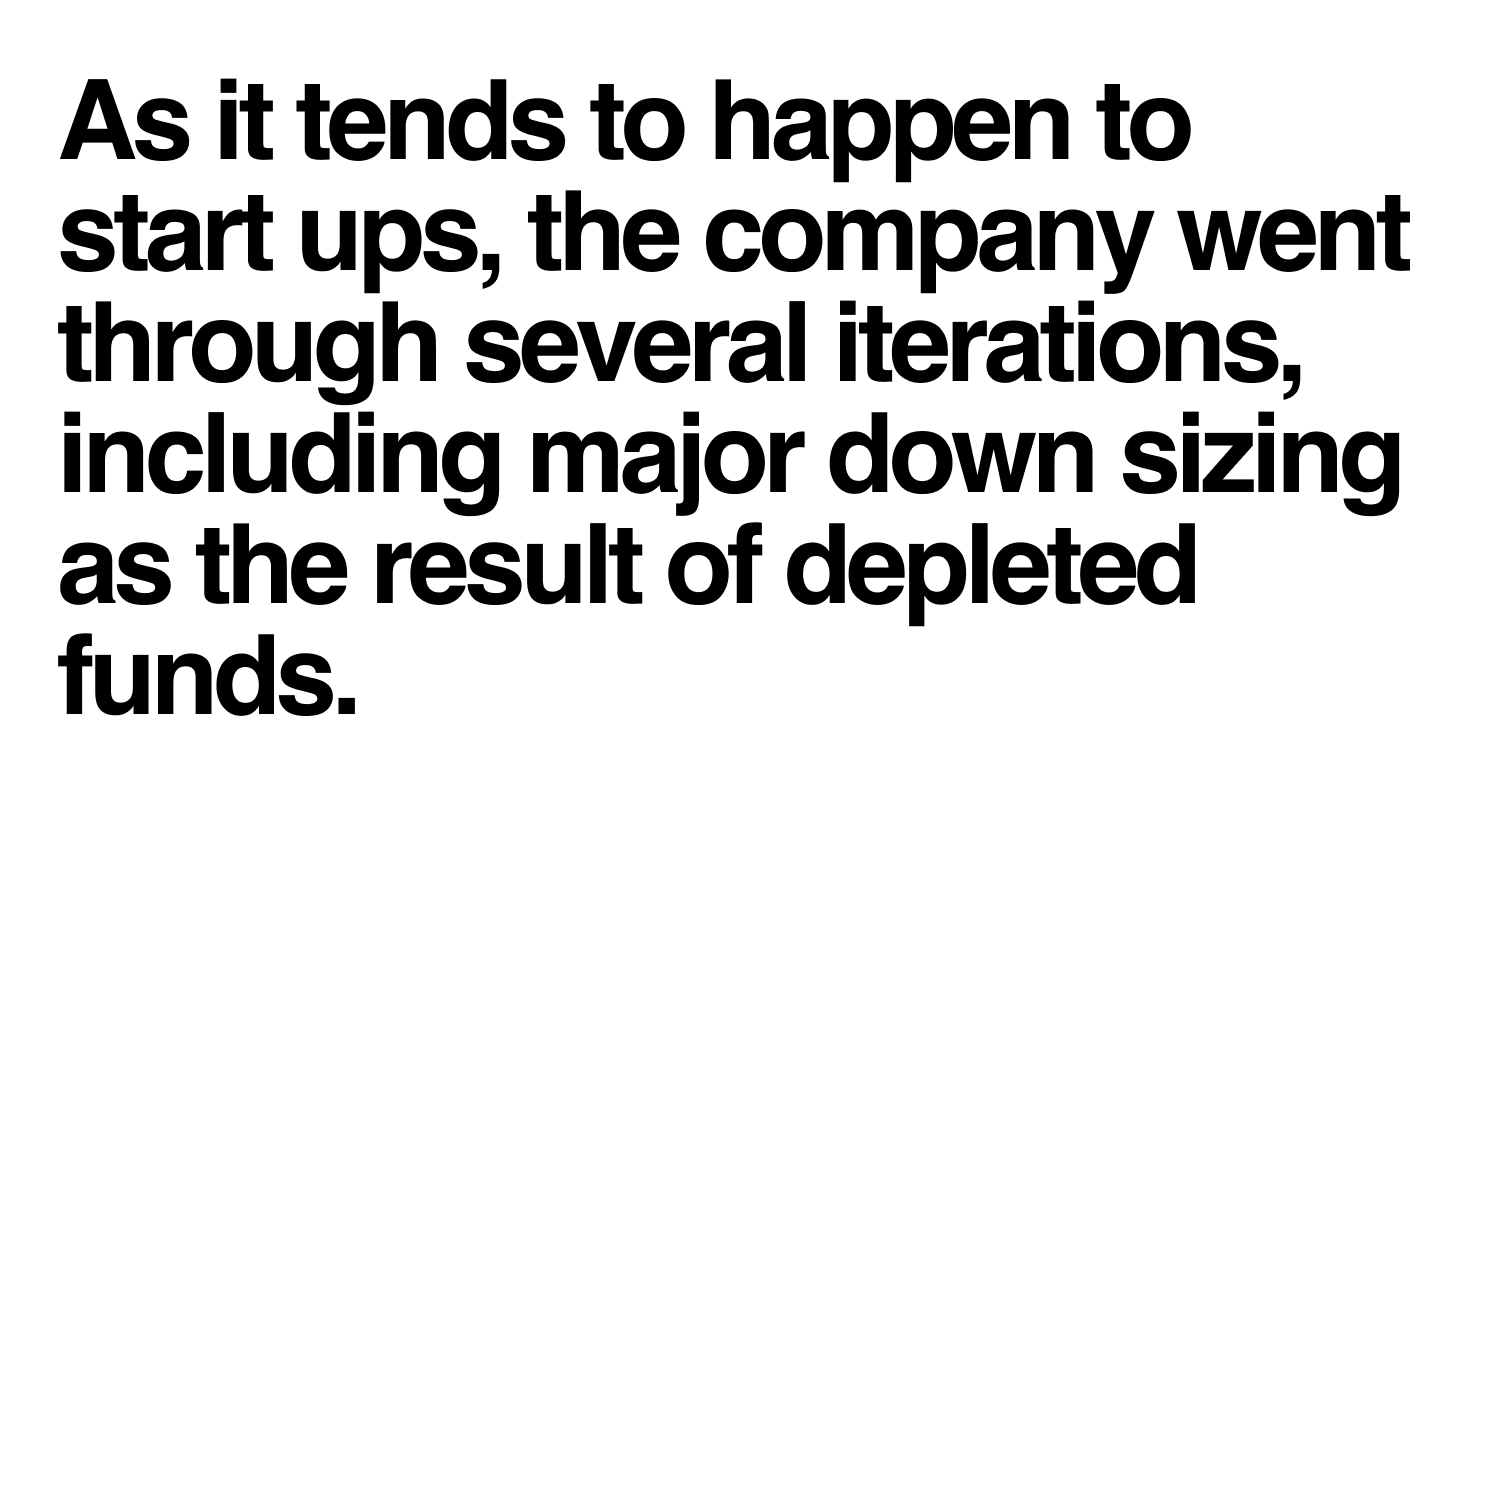 As it tends to happen to
start ups, the company went
through several iterations,
including major down sizing
as the result of depleted
funds.